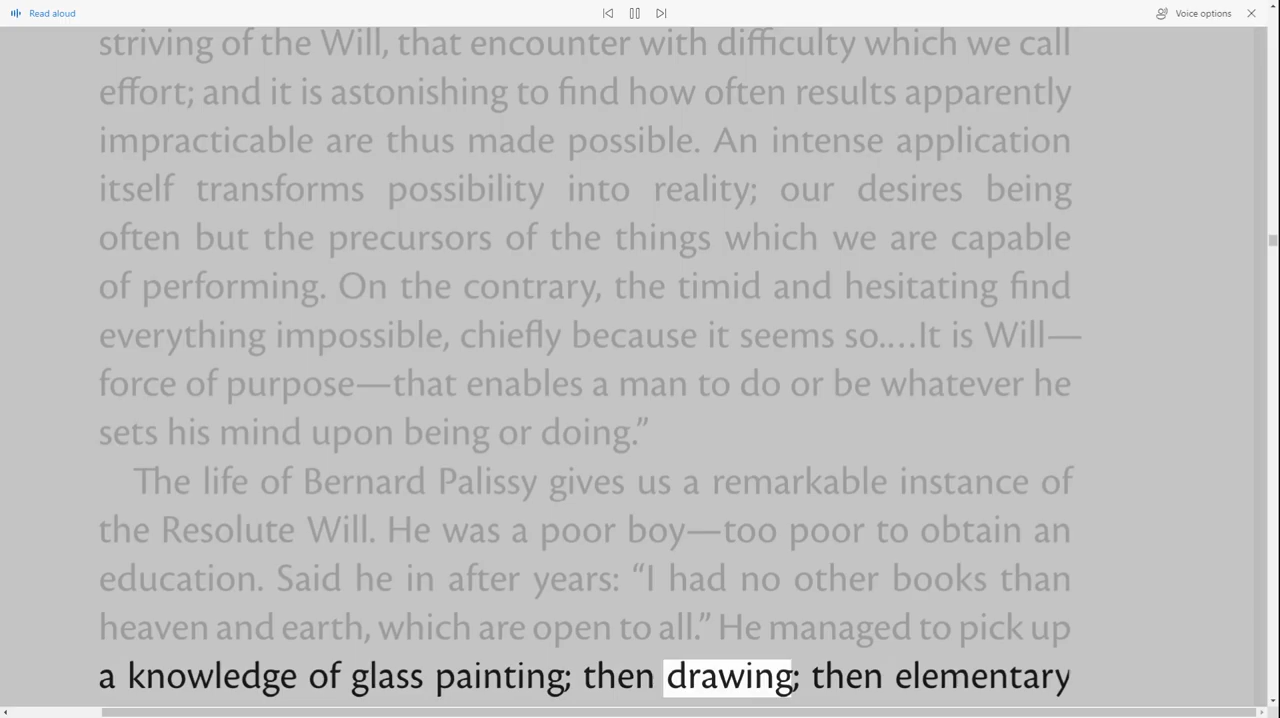 Read aloud
Voice options
striving of the Will, that encounter with difficulty which we call
effort; and it is astonishing to find how often results apparently
impracticable are thus made possible. An intense application
itself transforms possibility into reality; our desires being
often but the precursors of the things which we are capable
of performing. On the contrary, the timid and hesitating find
everything impossible, chiefly because it seems so....It is Will—
force of purpose—that enables a man to do or be whatever he
sets his mind upon being or doing.”
The life of Bernard Palissy gives us a remarkable instance of
the Resolute Will. He was a poor boy—too poor to obtain an
education. Said he in after years: “I had no other books than
heaven and earth, which are open to all.” He managed to pick up
a knowledge of glass painting; then drawing; then elementary